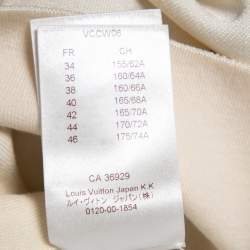 VCCW06
FR CH
34 155/62A
36 160/64A
38 160/66A
40 165/68A
42 165/70A
44 170/72A
46 175/74A
CA 36929
Louis Vuitton Japan K.K
ルイ・ヴィトン ジャパン(株)
0120-00-1854